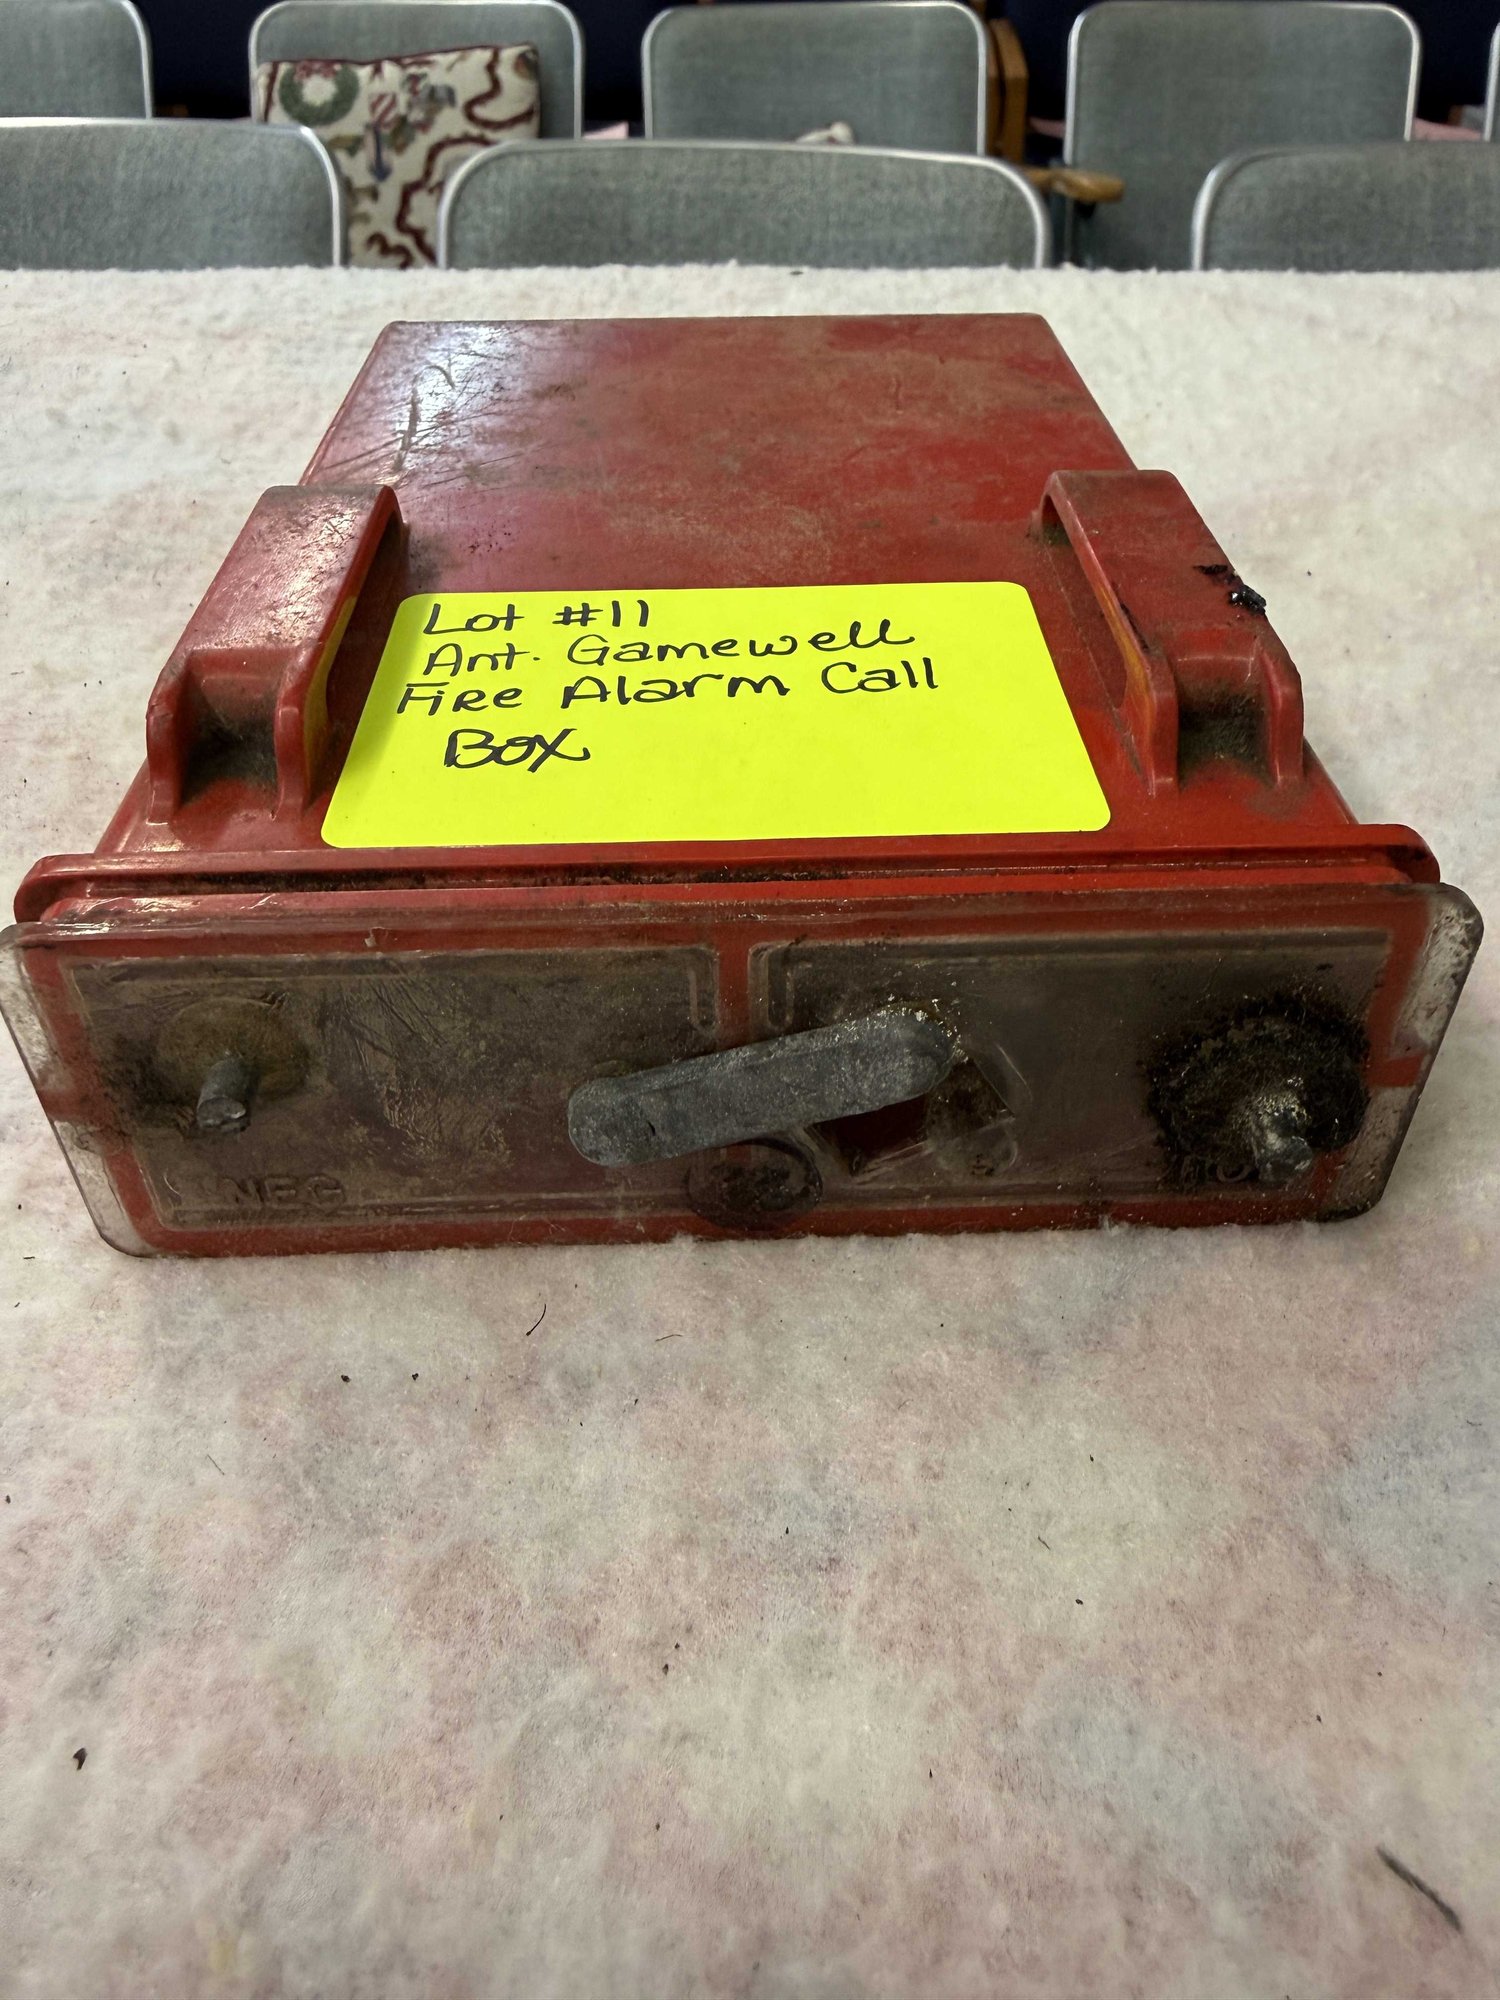 Lot #11
Ant. Gamewell
Fire Alarm Call
Box
NEG